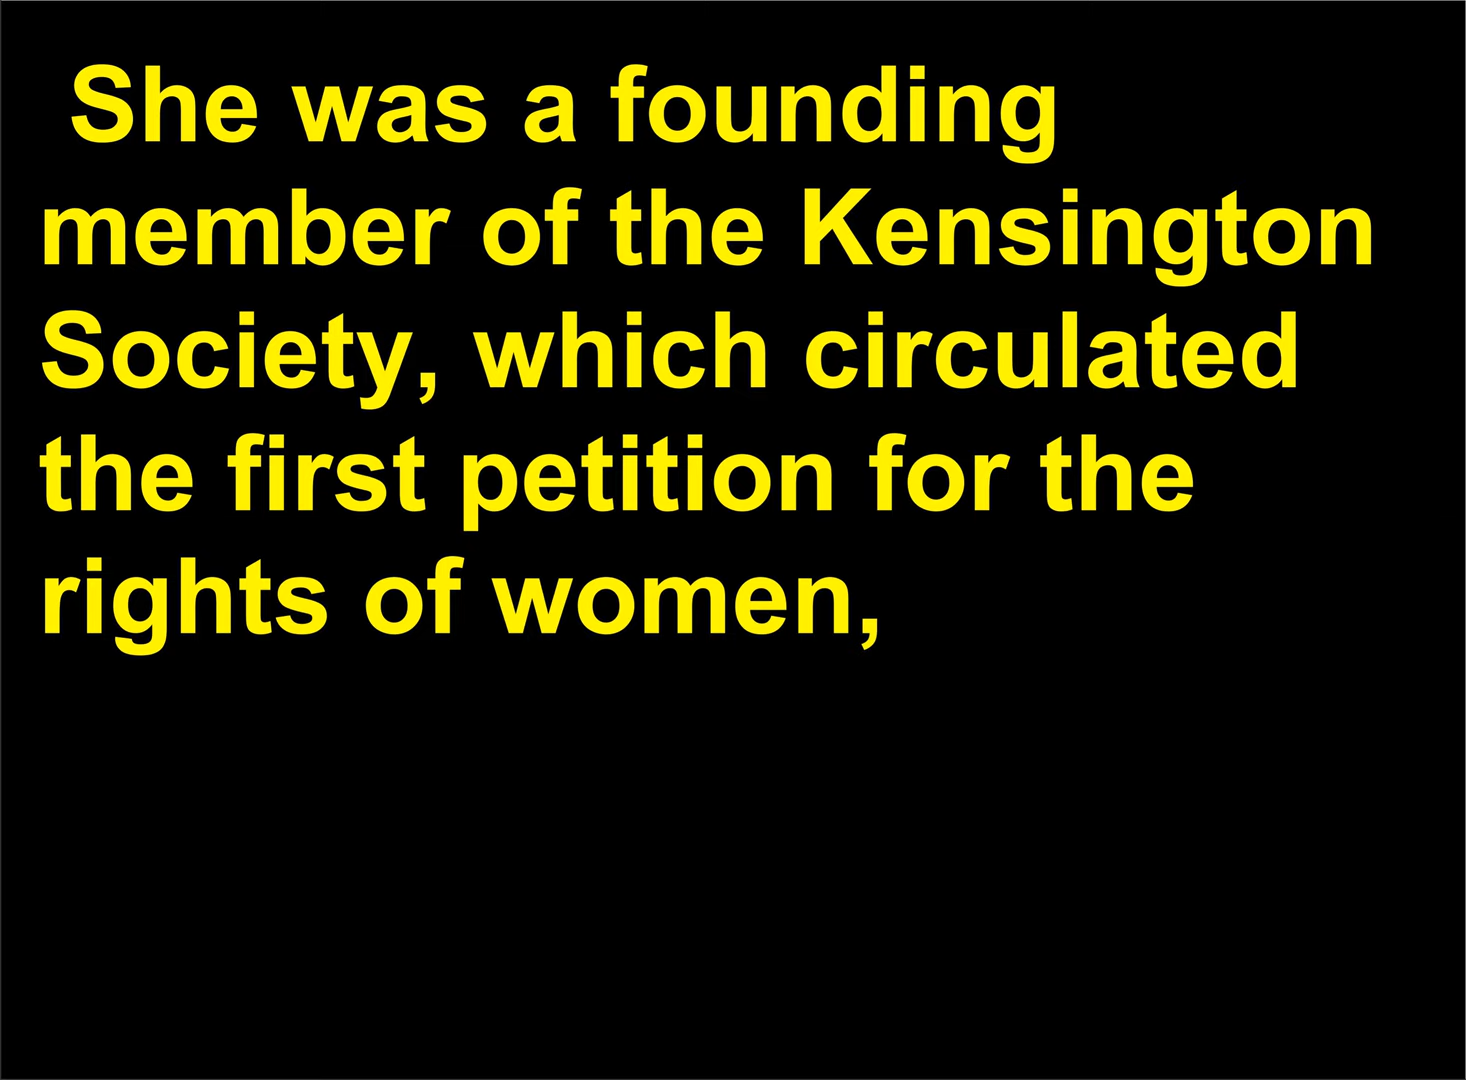 She was a founding
member of the Kensington
Society, which circulated
the first petition for the
rights of women,